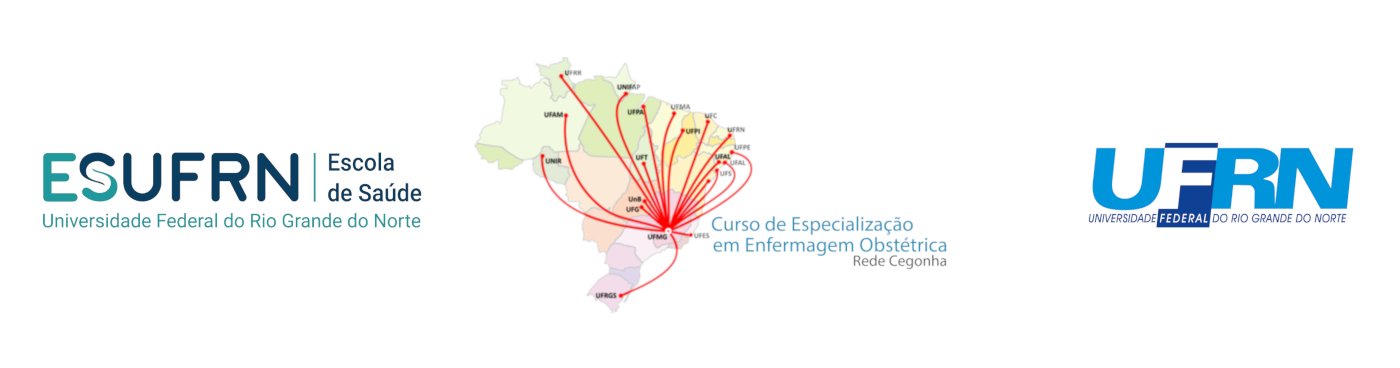 ESUFRN
Escola
de Saúde
Universidade Federal do Rio Grande do Norte
UFRR
UNIFAP
UFAM
UFPA
UFMA
UFC
UFPI
UFRN
UFPE
UNIR
UFT
UFAL
UFAL
UFS
UnB
UFG
UFMG
UFES
UFRGS
Curso de Especialização
em Enfermagem Obstétrica
Rede Cegonha
UFRN
UNIVERSIDADE FEDERAL DO RIO GRANDE DO NORTE